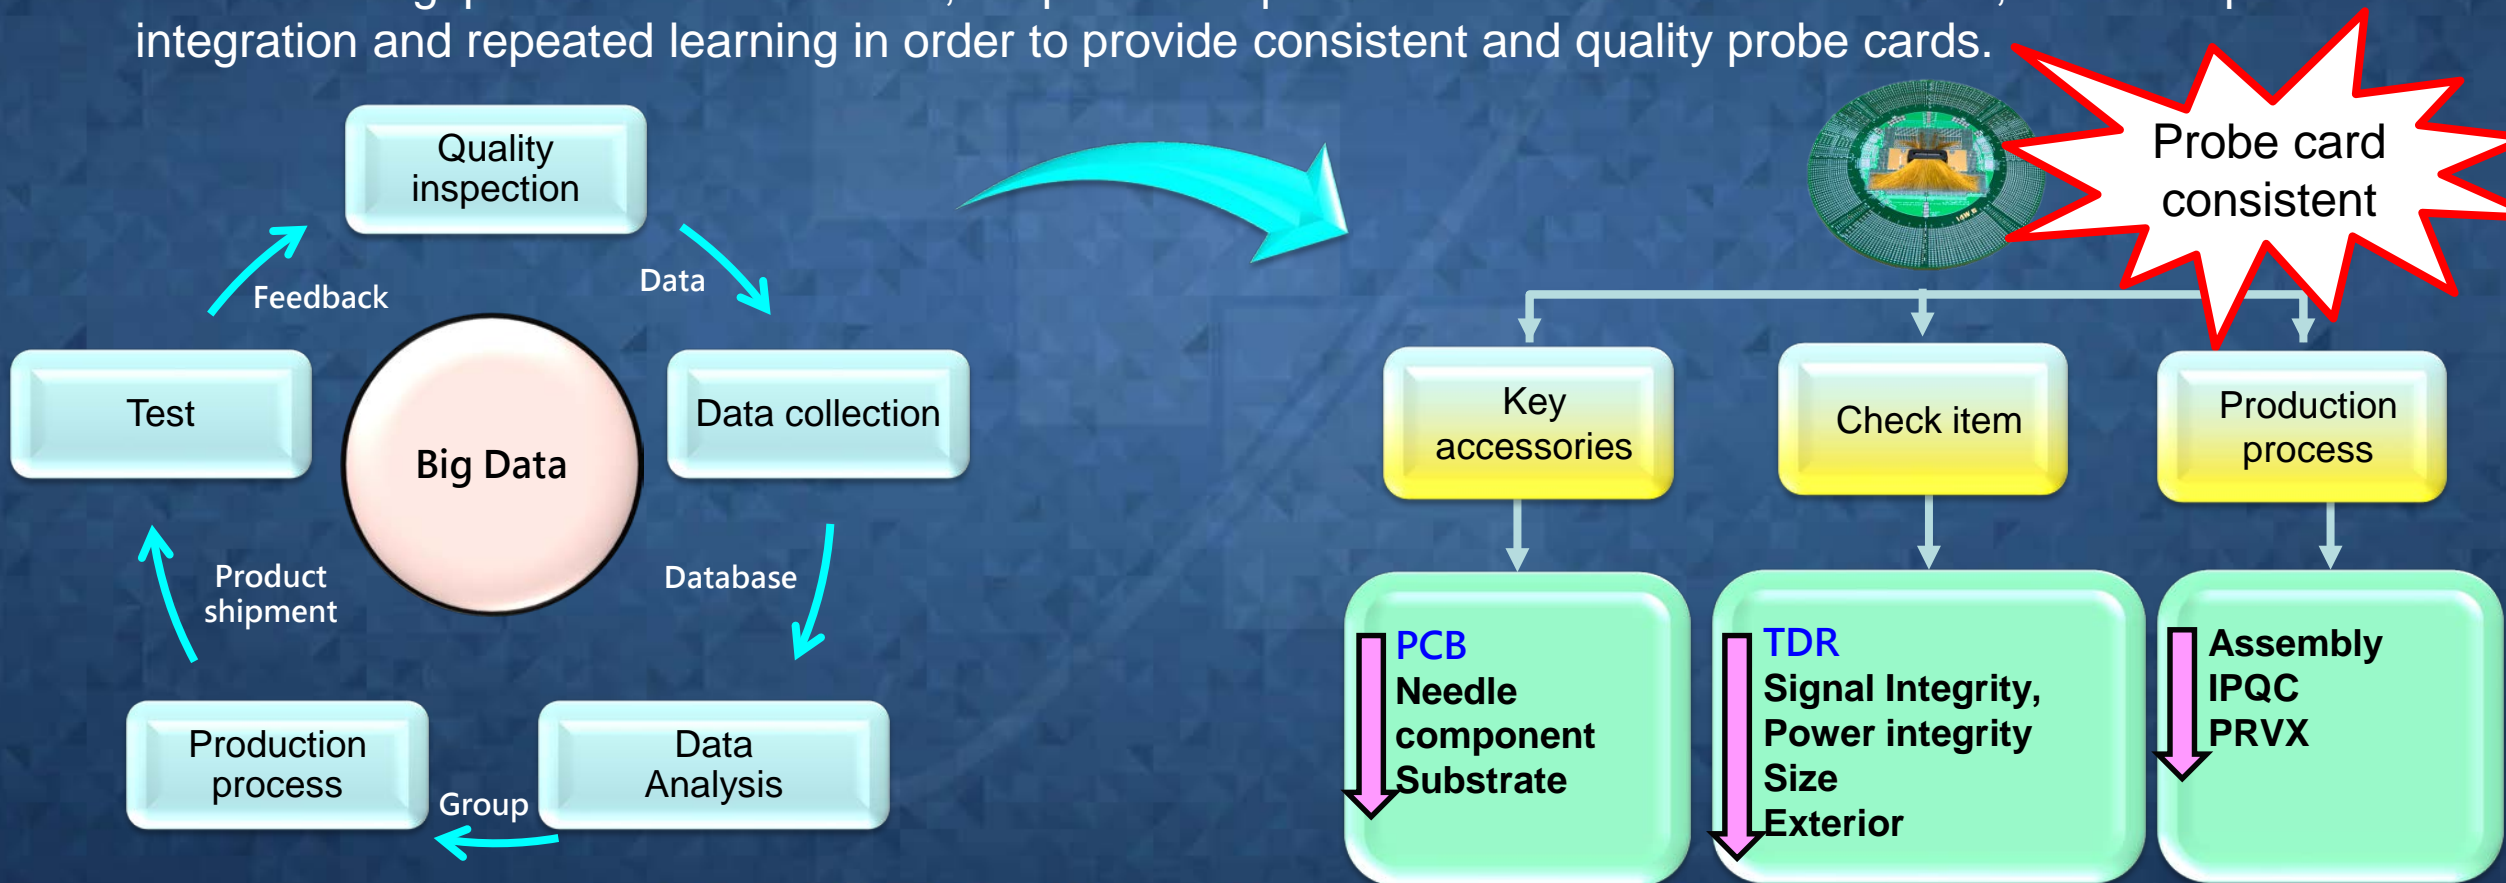 integration and repeated learning in order to provide consistent and quality probe cards.
Quality
inspection
Data
Feedback
Test
Big Data
Data collection
Product
shipment
Database
Production
process
Group
Data
Analysis
Probe card
consistent
Key
accessories
Check item
Production
process
PCB
Needle
component
Substrate
TDR
Signal Integrity,
Power integrity
Size
Exterior
Assembly
IPQC
PRVX